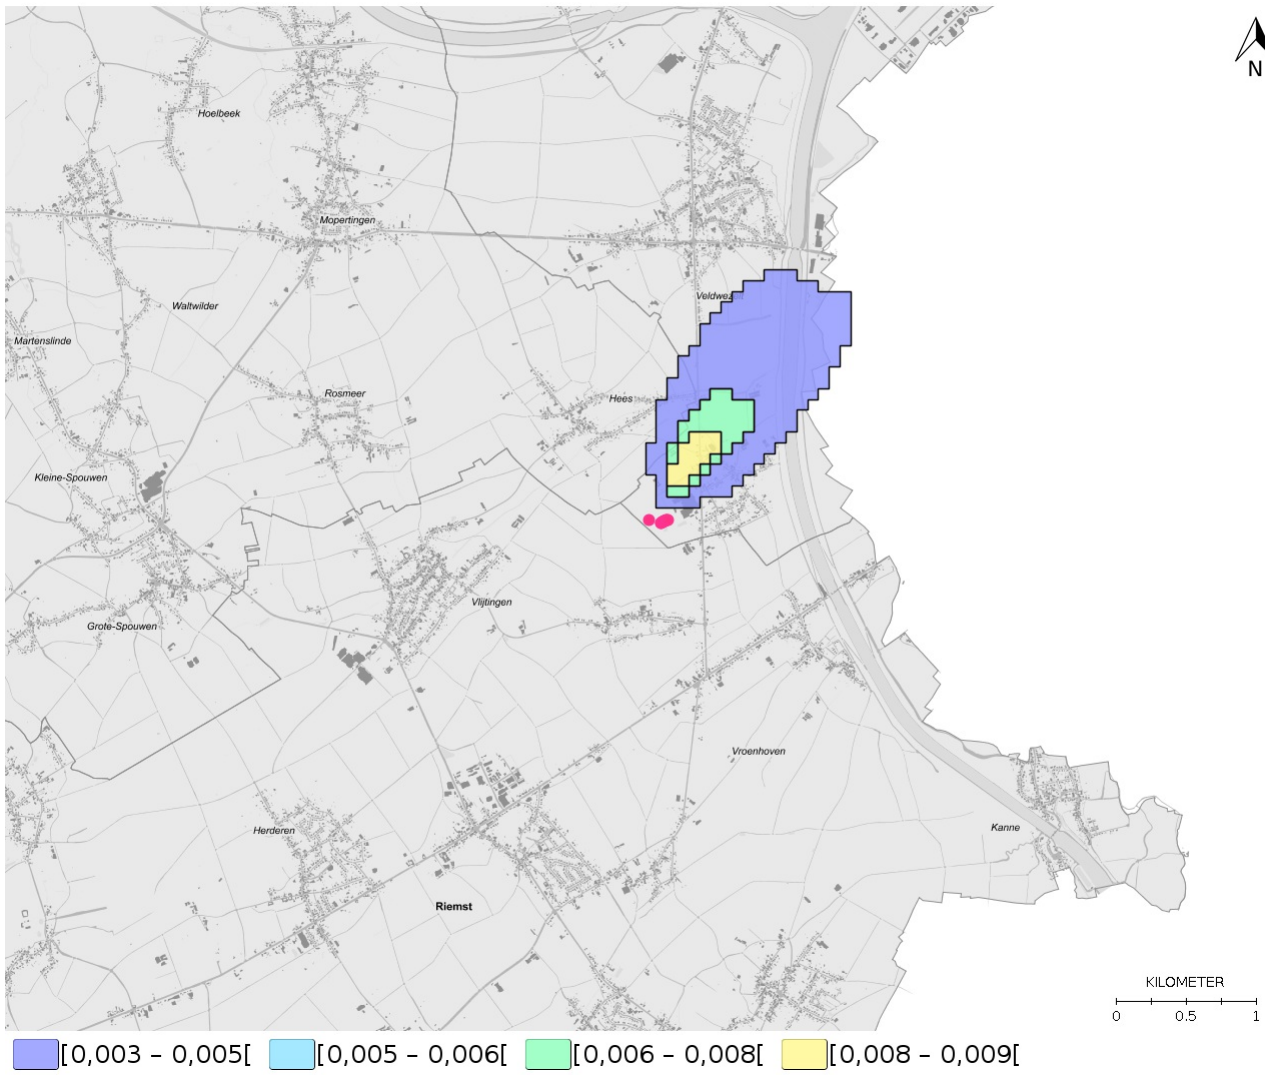 N
Hoelbeek
Mopertingen
Waltwilder
Veldwezelt
Martenslinde
Rosmeer
Hees
Kleine-Spouwen
Vlijtingen
Grote-Spouwen
Vroenhoven
Herderen
Kanne
Riemst
KILOMETER
0 0.5 1
[0,003 – 0,005[ [0,005 – 0,006[ [0,006 – 0,008[ [0,008 – 0,009[